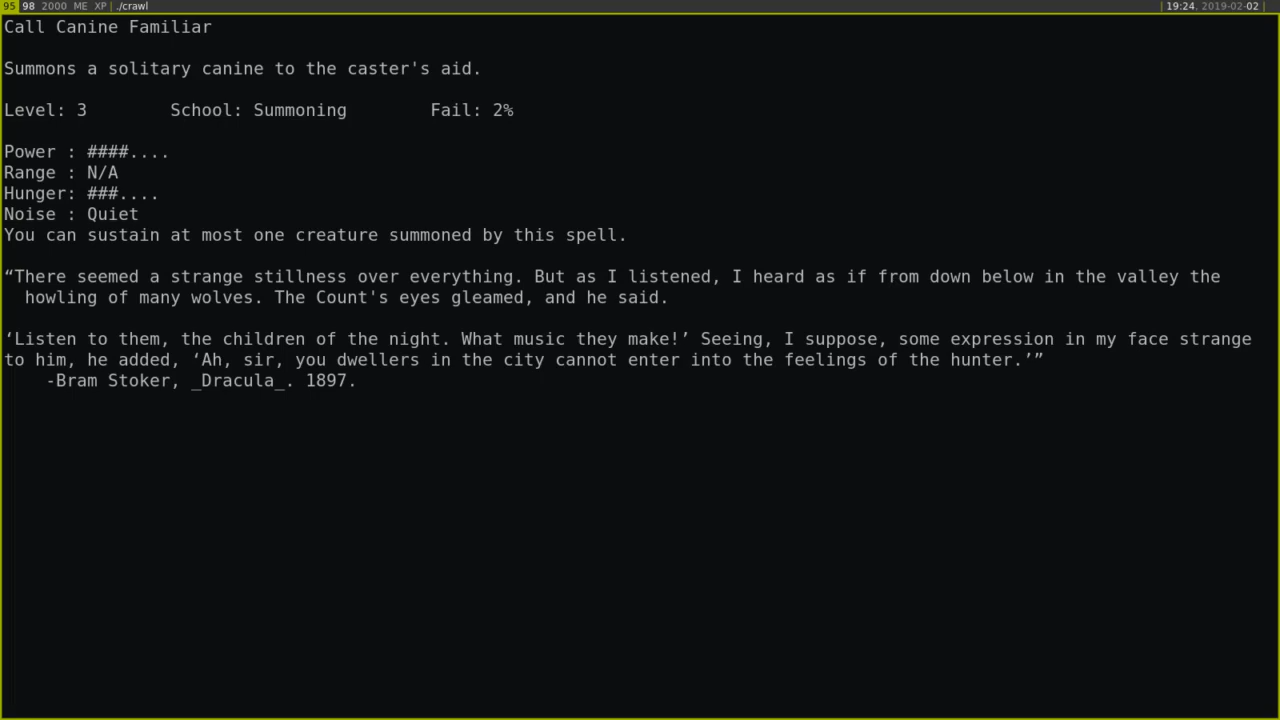 95 98 2000 ME XP | ./crawl | 19:24. 2019-02-02 |
Call Canine Familiar
Summons a solitary canine to the caster's aid.
Level: 3 School: Summoning Fail: 2%
Power : ####....
Range : N/A
Hunger: ###....
Noise : Quiet
You can sustain at most one creature summoned by this spell.
“There seemed a strange stillness over everything. But as I listened, I heard as if from down below in the valley the
howling of many wolves. The Count's eyes gleamed, and he said.
‘Listen to them, the children of the night. What music they make!’ Seeing, I suppose, some expression in my face strange
to him, he added, ‘Ah, sir, you dwellers in the city cannot enter into the feelings of the hunter.’”
-Bram Stoker, _Dracula_. 1897.